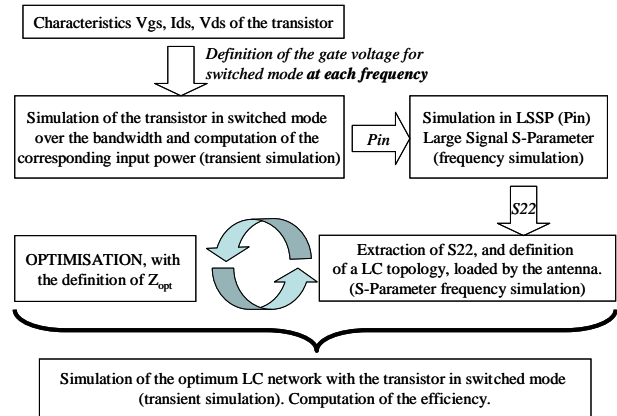 Characteristics Vgs, Ids, Vds of the transistor
Definition of the gate voltage for
switched mode at each frequency
Simulation of the transistor in switched mode
over the bandwidth and computation of the
corresponding input power (transient simulation)
Pin
Simulation in LSSP (Pin)
Large Signal S-Parameter
(frequency simulation)
S22
OPTIMISATION, with
the definition of Zopt
Extraction of S22, and definition
of a LC topology, loaded by the antenna.
(S-Parameter frequency simulation)
Simulation of the optimum LC network with the transistor in switched mode
(transient simulation). Computation of the efficiency.